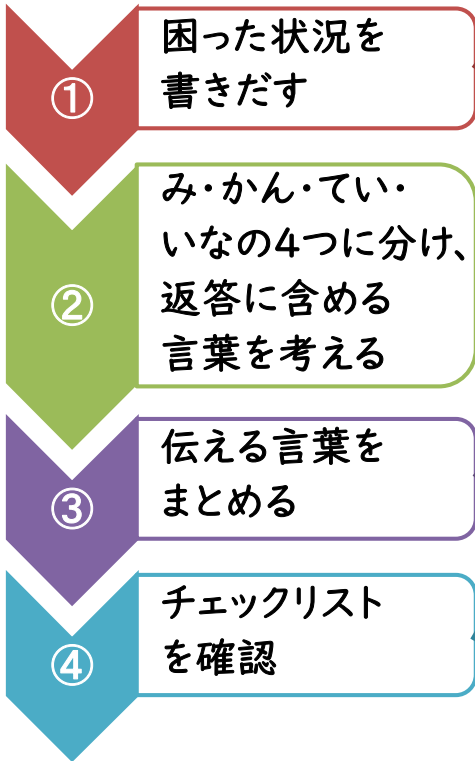 ①
困った状況を
書きだす
②
み・かん・てい・
いなの4つに分け、
返答に含める
言葉を考える
③
伝える言葉を
まとめる
④
チェックリスト
を確認